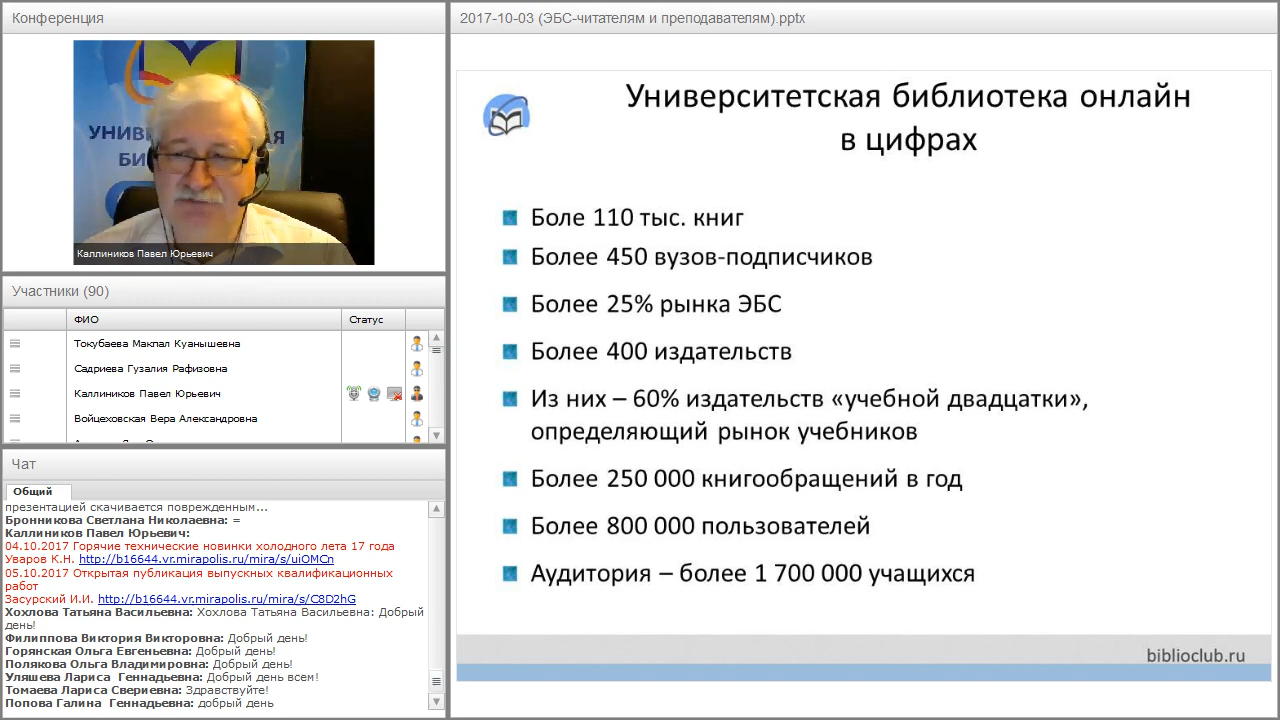 Конференция
УНИВ
АЯ
БИ
Каллиников Павел Юрьевич
Участники (90)
ФИО
Статус
Токубаева Макпал Куанышевна
Садриева Гузалия Рафизовна
Каллиников Павел Юрьевич
Войцеховская Вера Александровна
Чат
Общий
презентацией скачивается поврежденным...
Бронникова Светлана Николаевна: =
Каллиников Павел Юрьевич:
04.10.2017 Горячие технические новинки холодного лета 17 года
Уваров К.Н. http://b16644.vr.mirapolis.ru/mira/s/uiOMCn
05.10.2017 Открытая публикация выпускных квалификационных
работ
Засурский И.И. http://b16644.vr.mirapolis.ru/mira/s/C8D2hG
Хохлова Татьяна Васильевна: Хохлова Татьяна Васильевна: Добрый
день!
Филиппова Виктория Викторовна: Добрый день!
Горянская Ольга Евгеньевна: Добрый день!
Полякова Ольга Владимировна: Добрый день!
Уляшева Лариса Геннадьевна: Добрый день всем!
Томаева Лариса Свериевна: Здравствуйте!
Попова Галина Геннадьевна: добрый день
2017-10-03 (ЭБС-читателям и преподавателям).pptx
Университетская библиотека онлайн
в цифрах
Боле 110 тыс. книг
Более 450 вузов-подписчиков
Более 25% рынка ЭБС
Более 400 издательств
Из них – 60% издательств «учебной двадцатки»,
определяющий рынок учебников
Более 250 000 книгообращений в год
Более 800 000 пользователей
Аудитория – более 1 700 000 учащихся
biblioclub.ru